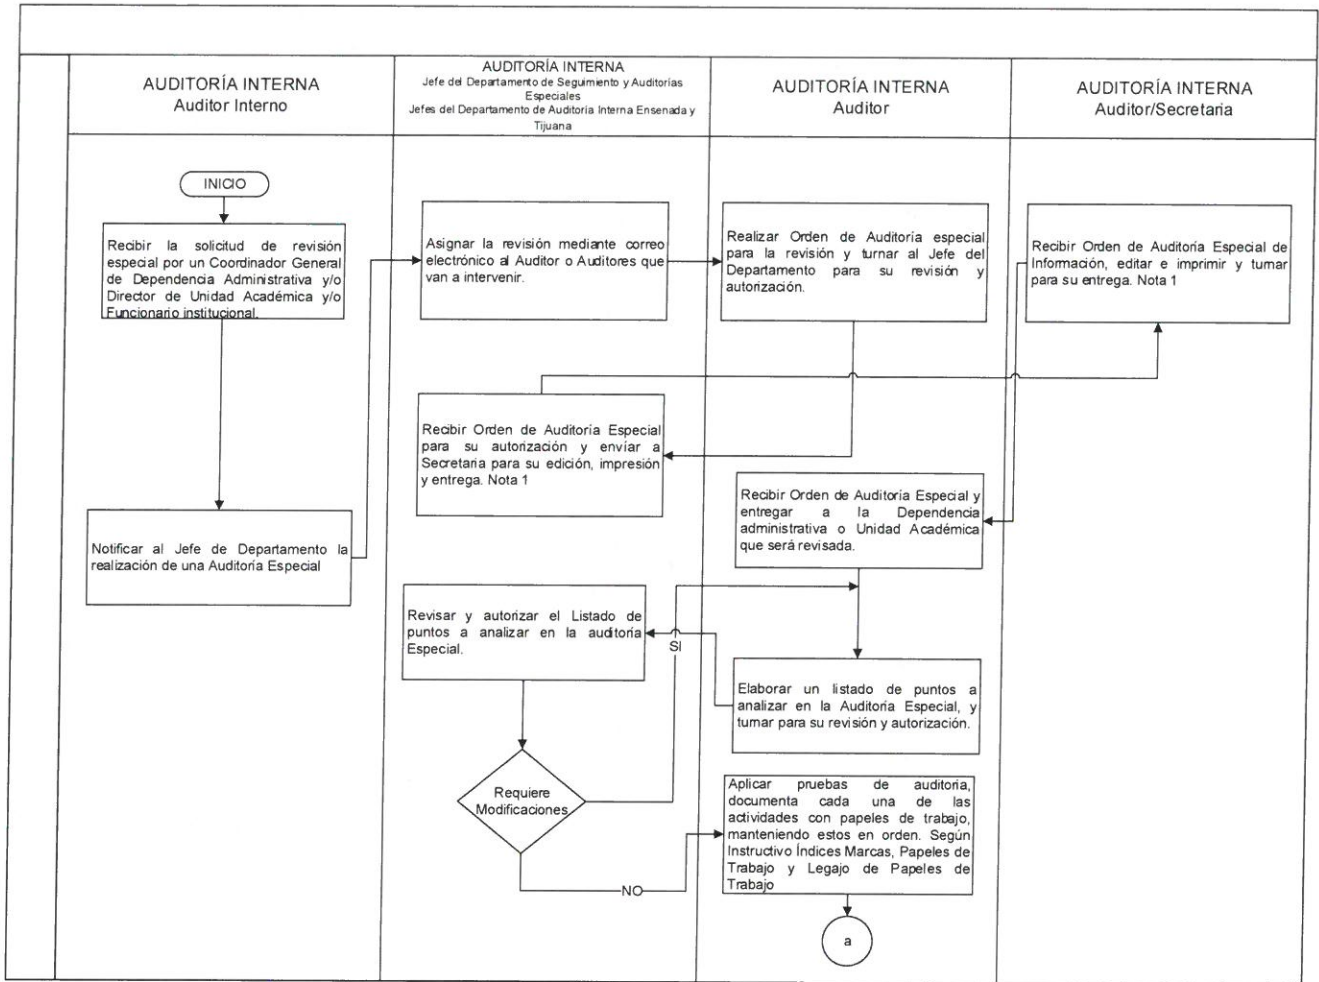 AUDITORÍA INTERNA
Auditor Interno
AUDITORÍA INTERNA
Jefe del Departamento de Seguimiento y Auditorías
Especiales
Jefes del Departamento de Auditoría Interna Ensenada y
Tijuana
AUDITORÍA INTERNA
Auditor
AUDITORÍA INTERNA
Auditor/Secretaria
INICIO
Recibir la solicitud de revisión
especial por un Coordinador General
de Dependencia Administrativa y/o
Director de Unidad Académica y/o
Funcionario institucional.
Asignar la revisión mediante correo
electrónico al Auditor o Auditores que
van a intervenir.
Realizar Orden de Auditoría especial
para la revisión y turnar al Jefe del
Departamento para su revisión y
autorización.
Recibir Orden de Auditoría Especial de
Información, editar e imprimir y turnar
para su entrega. Nota 1
Recibir Orden de Auditoría Especial
para su autorización y envíar a
Secretaria para su edición, impresión
y entrega. Nota 1
Recibir Orden de Auditoría Especial y
entregar a la Dependencia
administrativa o Unidad Académica
que será revisada.
Notificar al Jefe de Departamento la
realización de una Auditoría Especial
Revisar y autorizar el Listado de
puntos a analizar en la auditoría
Especial.
SI
Elaborar un listado de puntos a
analizar en la Auditoría Especial, y
turnar para su revisión y autorización.
Requiere
Modificaciones
Aplicar pruebas de auditoria,
documenta cada una de las
actividades con papeles de trabajo,
manteniendo estos en orden. Según
Instructivo Índices Marcas, Papeles de
Trabajo y Legajo de Papeles de
Trabajo
NO
a